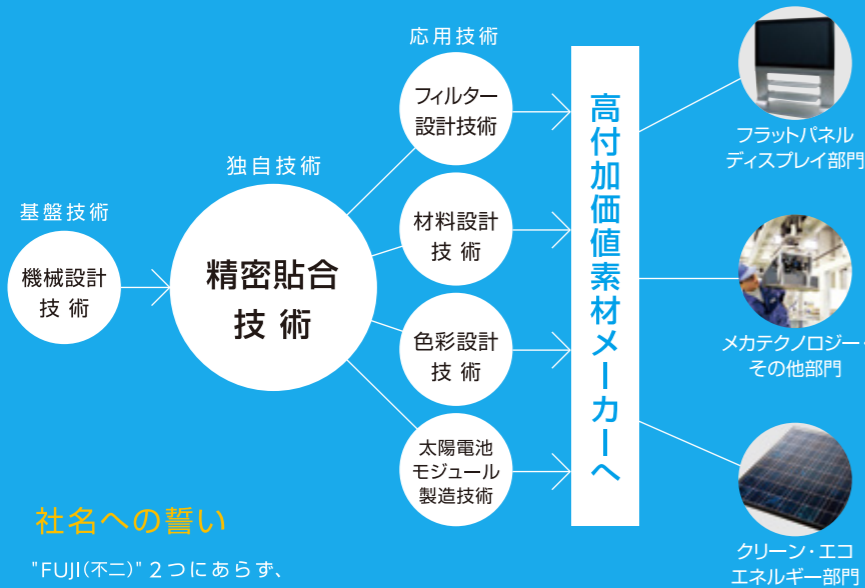 基盤技術
機械設計
技 術
独自技術
精密貼合
技 術
応用技術
フィルター
設計技術
材料設計
技 術
色彩設計
技 術
太陽電池
モジュール
製造技術
高付加価値素材メーカーへ
フラットパネル
ディスプレイ部門
メカテクノロジー・
その他部門
クリーン・エコ
エネルギー部門
社名への誓い
"FUJI(不二)" 2つにあらず、